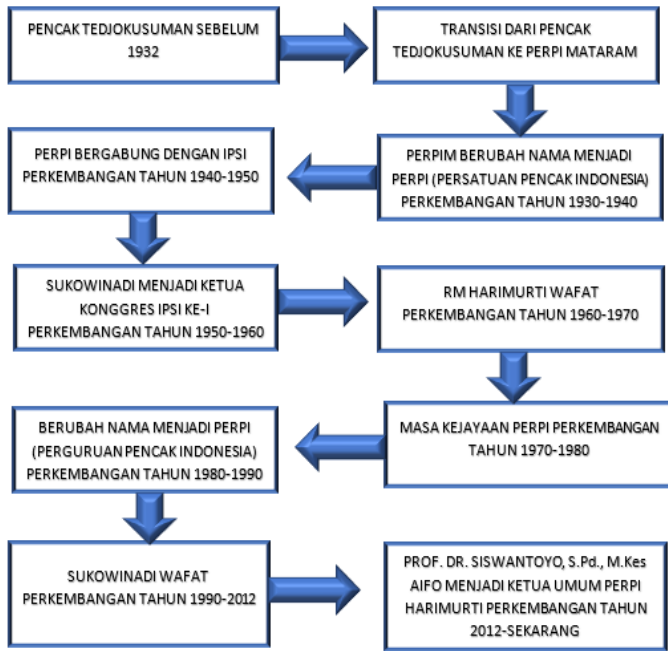 PENCAK TEDJOKUSUMAN SEBELUM
1932
TRANSISI DARI PENCAK
TEDJOKUSUMAN KE PERPI MATARAM
PERPIM BERUBAH NAMA MENJADI
PERPI (PERSATUAN PENCAK INDONESIA)
PERKEMBANGAN TAHUN 1930-1940
PERPI BERGABUNG DENGAN IPSI
PERKEMBANGAN TAHUN 1940-1950
SUKOWINADI MENJADI KETUA
KONGGRES IPSI KE-I
PERKEMBANGAN TAHUN 1950-1960
RM HARIMURTI WAFAT
PERKEMBANGAN TAHUN 1960-1970
MASA KEJAYAAN PERPI PERKEMBANGAN
TAHUN 1970-1980
BERUBAH NAMA MENJADI PERPI
(PERGURUAN PENCAK INDONESIA)
PERKEMBANGAN TAHUN 1980-1990
SUKOWINADI WAFAT
PERKEMBANGAN TAHUN 1990-2012
PROF. DR. SISWANTOYO, S.Pd., M.Kes
AIFO MENJADI KETUA UMUM PERPI
HARIMURTI PERKEMBANGAN TAHUN
2012-SEKARANG